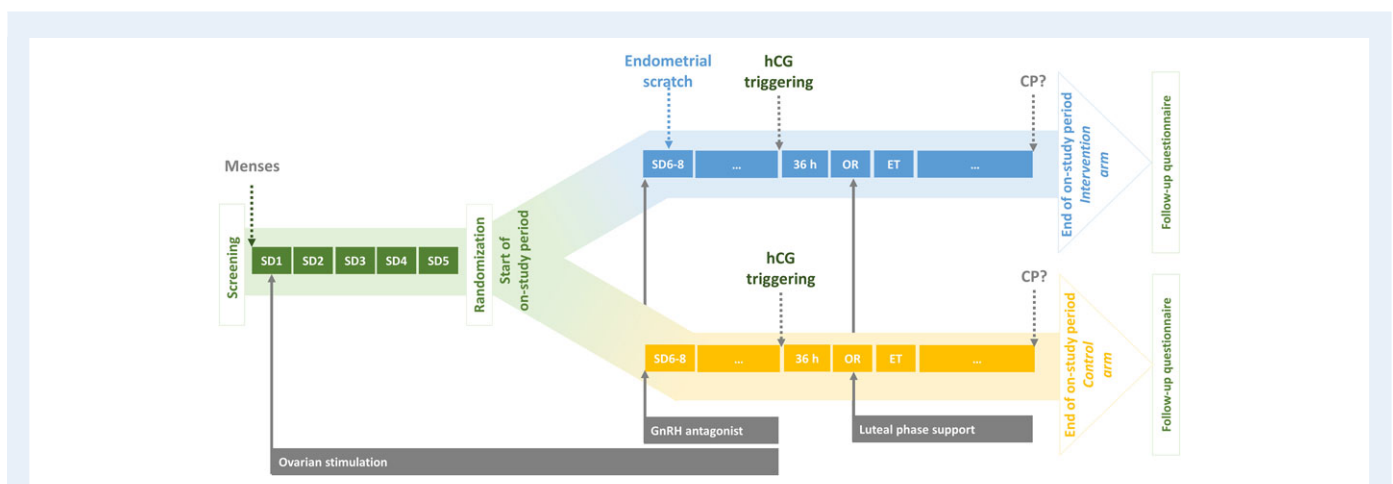 Endometrial
scratch
hCG
triggering
CP?
SD6-8 ... 36 h OR ET ...
End of on-study period
Intervention
arm
Follow-up questionnaire
Menses
Screening
SD1 SD2 SD3 SD4 SD5
Randomization
Start of
on-study period
hCG
triggering
CP?
SD6-8 ... 36 h OR ET ...
End of on-study period
Control
arm
Follow-up questionnaire
GnRH antagonist
Luteal phase support
Ovarian stimulation